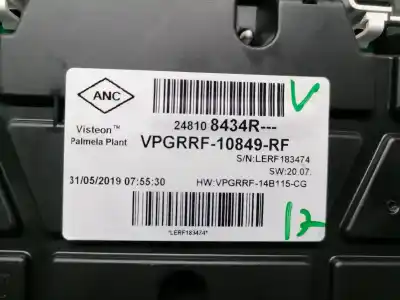 ANC
V
24810 8434R---
Visteon™
Palmela Plant
VPGRRF-10849-RF
S/N:LERF183474
SW:20.07.
31/05/2019 07:55:30
HW:VPGRRF-14B115-CG
12
*LERF183474*